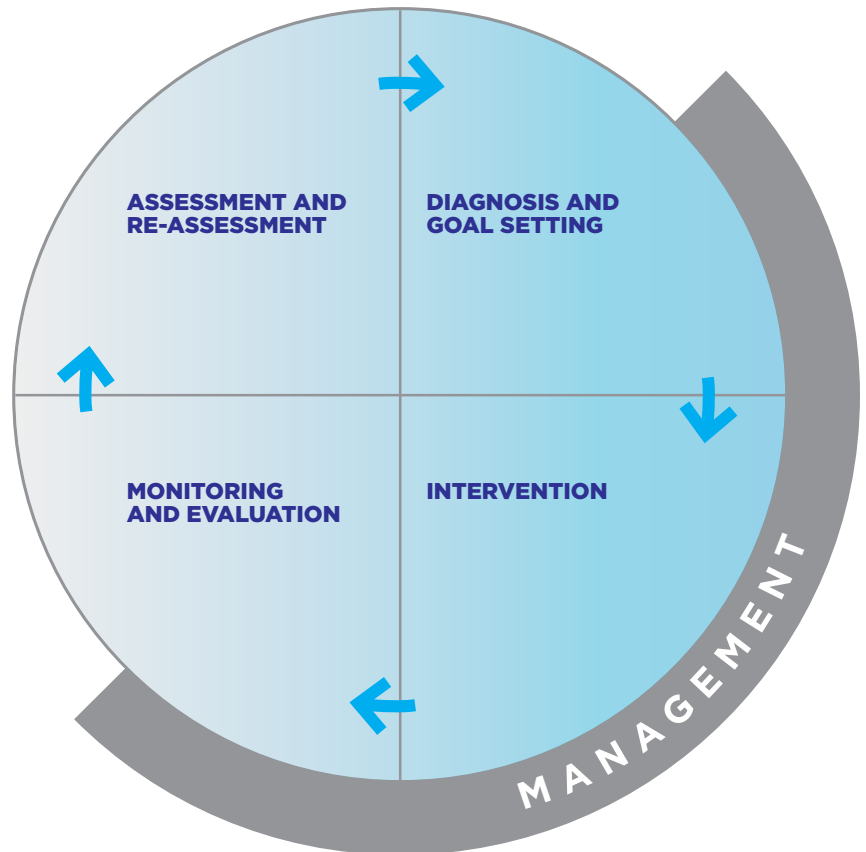 ASSESSMENT AND
RE-ASSESSMENT
DIAGNOSIS AND
GOAL SETTING
MONITORING
AND EVALUATION
INTERVENTION
MANAGEMENT